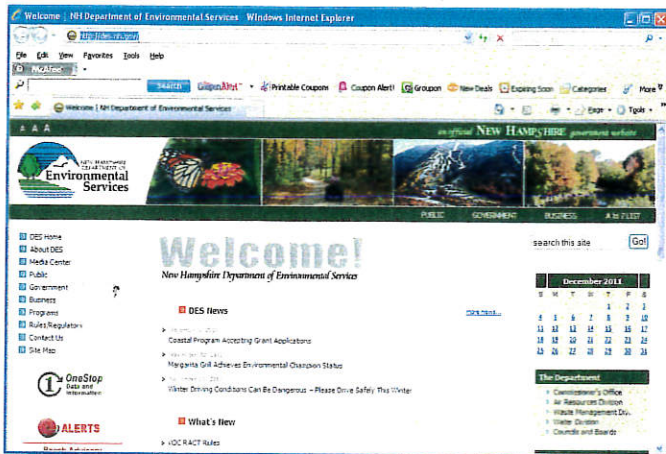 Welcome | NH Department of Environmental Services - Windows Internet Explorer
http://des.nh.gov/
File Edit View Favorites Tools Help
McAfee
Search CouponAlert Printable Coupons Coupon Alert! Groupon New Deals Expiring Soon Categories More
Welcome | NH Department of Environmental Services
Page Tools
A A A
an official NEW HAMPSHIRE government website
NEW HAMPSHIRE
DEPARTMENT OF
Environmental
Services
PUBLIC GOVERNMENT BUSINESS A to Z LIST
DES Home
About DES
Media Center
Public
Government
Business
Programs
Rules/Regulatory
Contact Us
Site Map
OneStop
Data and
Information
ALERTS
Beach Advisory
Welcome!
New Hampshire Department of Environmental Services
DES News
more news...
Coastal Program Accepting Grant Applications
Margarita Grill Achieves Environmental Champion Status
Winter Driving Conditions Can Be Dangerous – Please Drive Safely This Winter
What's New
VOC RACT Rules
search this site Go!
December 2011
S M T W T F S
1 2 3
4 5 6 7 8 9 10
11 12 13 14 15 16 17
18 19 20 21 22 23 24
25 26 27 28 29 30 31
The Department
Commissioner's Office
Air Resources Division
Waste Management Div.
Water Division
Councils and Boards